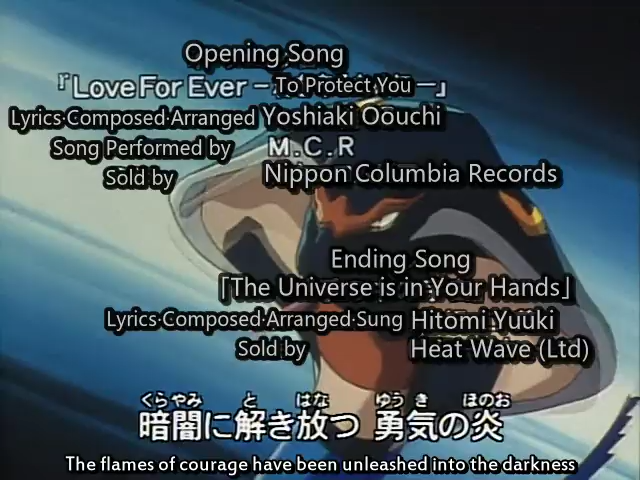 Opening Song
「Love For Ever - To Protect You -」
Lyrics·Composed·Arranged Yoshiaki Oouchi
Song Performed by M.C.R
Sold by Nippon Columbia Records
Ending Song
「The Universe is in Your Hands」
Lyrics·Composed·Arranged·Sung Hitomi Yuuki
Sold by Heat Wave (Ltd)
くらやみ と はな ゆう き ほのお
暗闇に解き放つ 勇気の炎
The flames of courage have been unleashed into the darkness